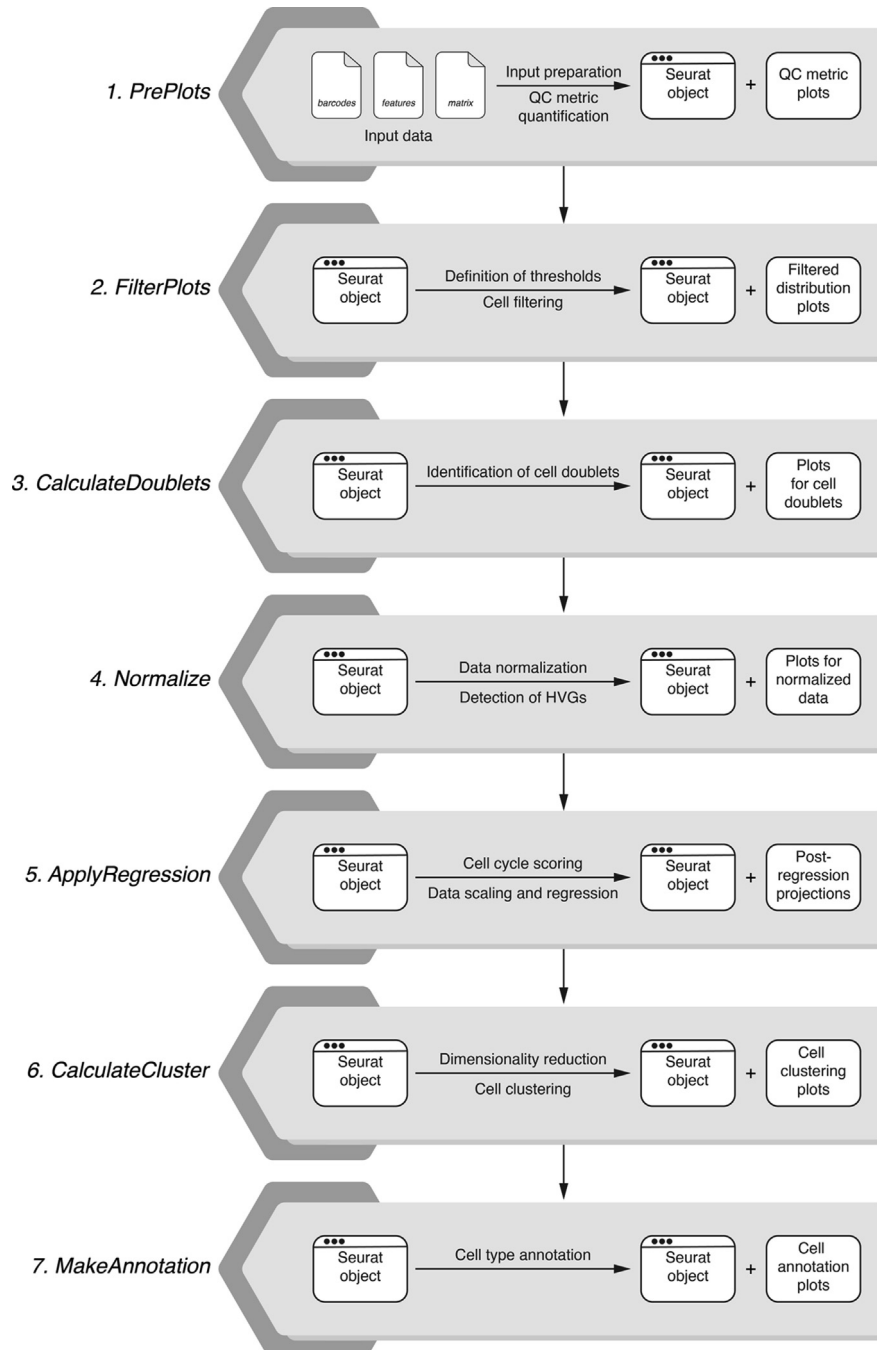 1. PrePlots
barcodes
features
matrix
Input data
Input preparation
QC metric
quantification
Seurat
object
+
QC metric
plots
2. FilterPlots
Seurat
object
Definition of thresholds
Cell filtering
Seurat
object
+
Filtered
distribution
plots
3. CalculateDoublets
Seurat
object
Identification of cell doublets
Seurat
object
+
Plots
for cell
doublets
4. Normalize
Seurat
object
Data normalization
Detection of HVGs
Seurat
object
+
Plots for
normalized
data
5. ApplyRegression
Seurat
object
Cell cycle scoring
Data scaling and regression
Seurat
object
+
Post-
regression
projections
6. CalculateCluster
Seurat
object
Dimensionality reduction
Cell clustering
Seurat
object
+
Cell
clustering
plots
7. MakeAnnotation
Seurat
object
Cell type annotation
Seurat
object
+
Cell
annotation
plots